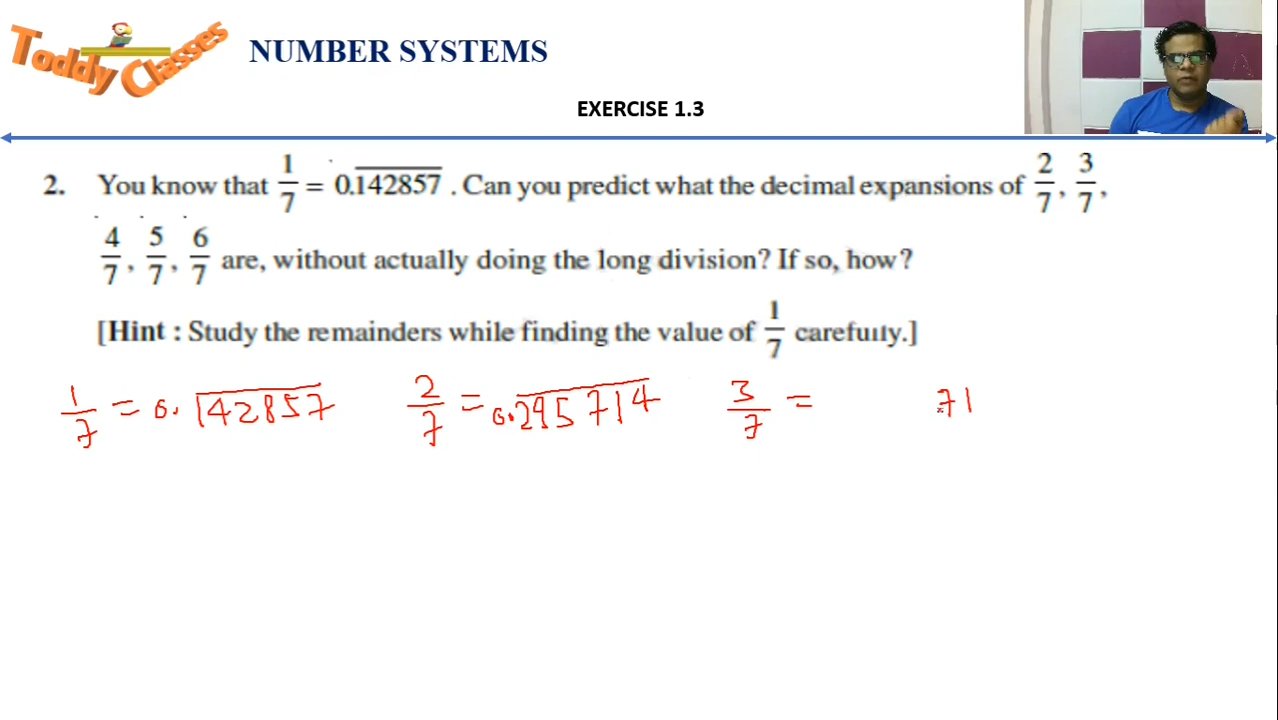 Toddy Classes
NUMBER SYSTEMS
EXERCISE 1.3
2. You know that 1/7 = 0.\overline{142857} . Can you predict what the decimal expansions of 2/7, 3/7,
4/7, 5/7, 6/7 are, without actually doing the long division? If so, how?
[Hint : Study the remainders while finding the value of 1/7 carefully.]
1/7 = 0.\overline{142857} 2/7 = 0.\overline{295714} 3/7 = 71